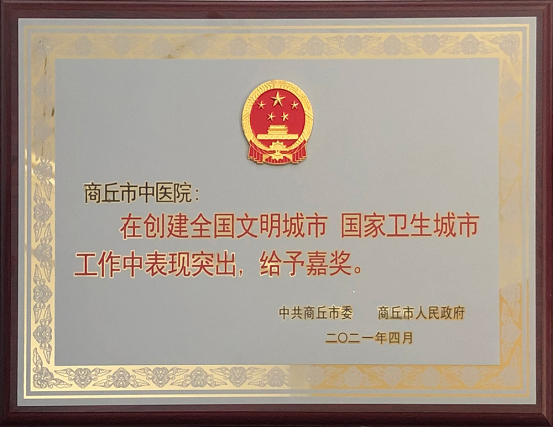 商丘市中医院：
在创建全国文明城市 国家卫生城市
工作中表现突出，给予嘉奖。
中共商丘市委 商丘市人民政府
二〇二一年四月